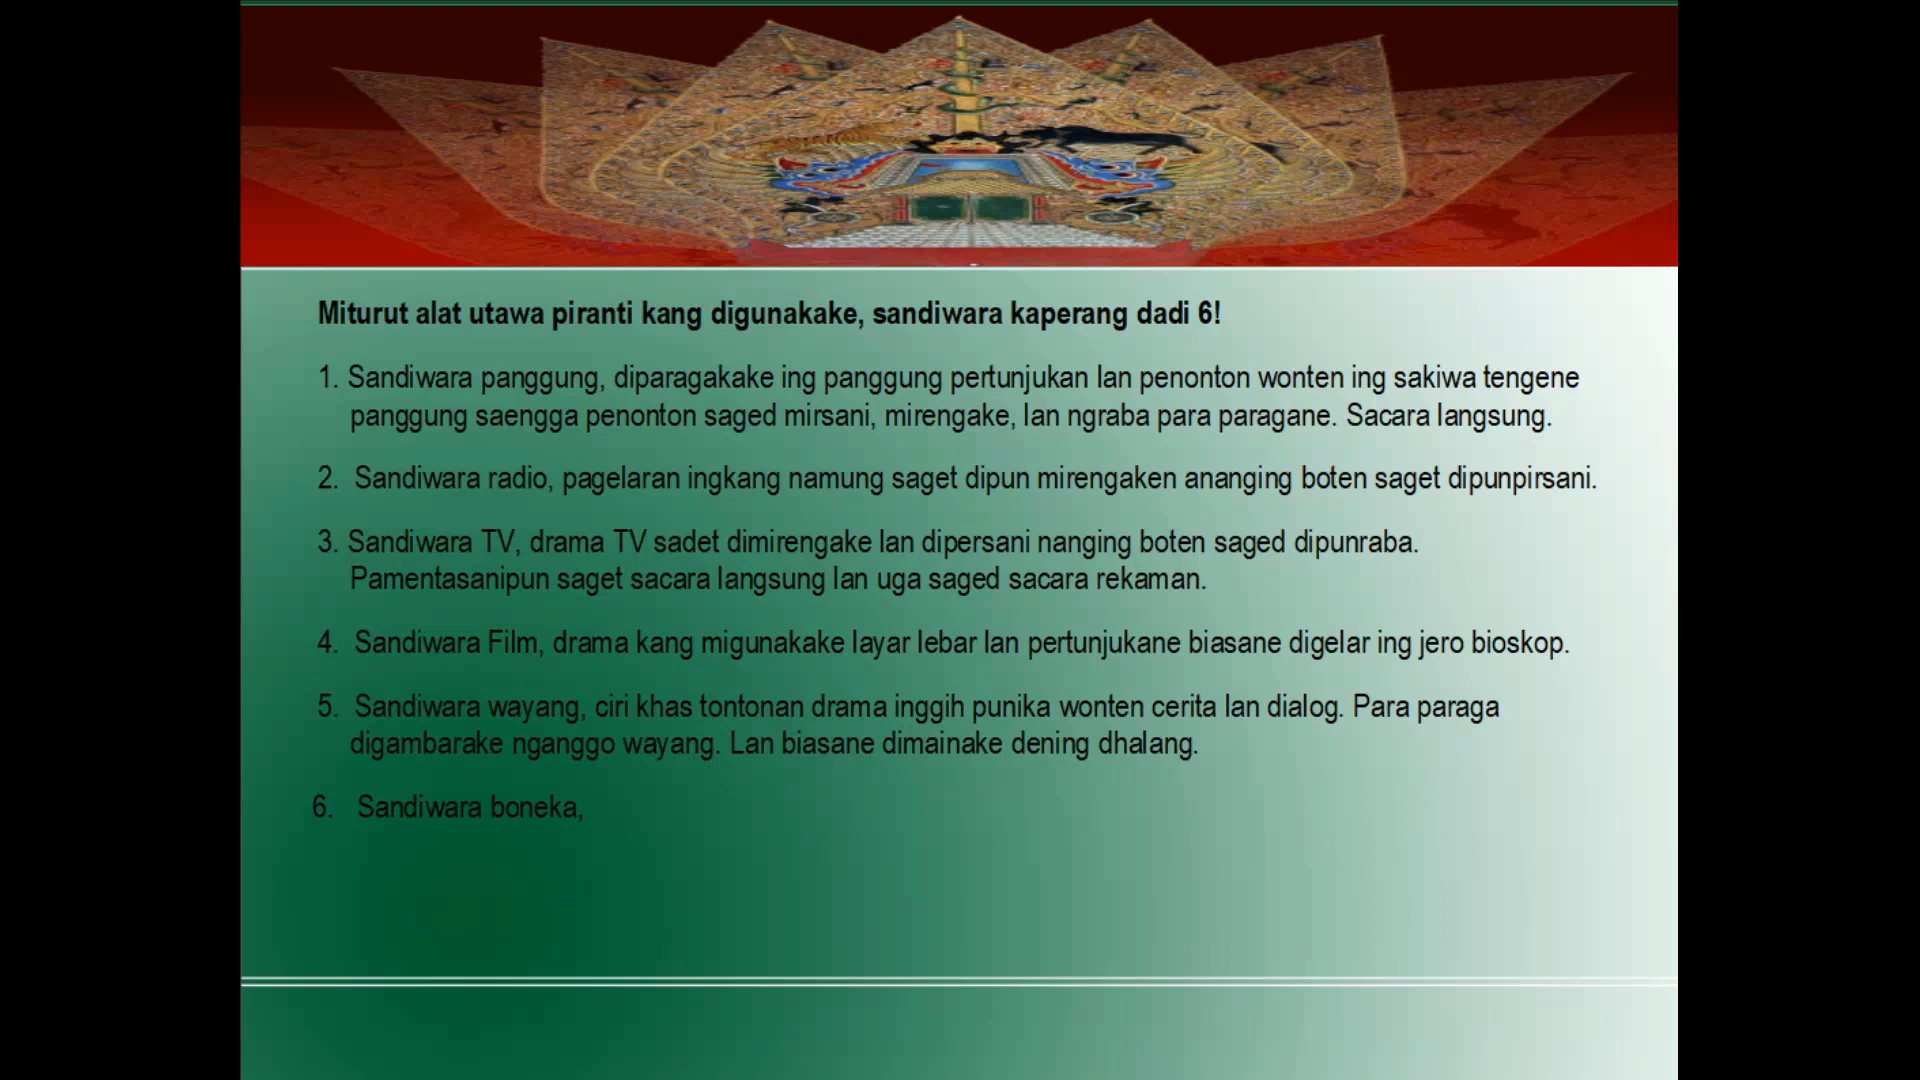 Miturut alat utawa piranti kang digunakake, sandiwara kaperang dadi 6!
1. Sandiwara panggung, diparagakake ing panggung pertunjukan lan penonton wonten ing sakiwa tengene
panggung saengga penonton saged mirsani, mirengake, lan ngraba para paragane. Sacara langsung.
2. Sandiwara radio, pagelaran ingkang namung saget dipun mirengaken ananging boten saget dipunpirsani.
3. Sandiwara TV, drama TV sadet dimirengake lan dipersani nanging boten saged dipunraba.
Pamentasanipun saget sacara langsung lan uga saged sacara rekaman.
4. Sandiwara Film, drama kang migunakake layar lebar lan pertunjukane biasane digelar ing jero bioskop.
5. Sandiwara wayang, ciri khas tontonan drama inggih punika wonten cerita lan dialog. Para paraga
digambarake nganggo wayang. Lan biasane dimainake dening dhalang.
6. Sandiwara boneka,